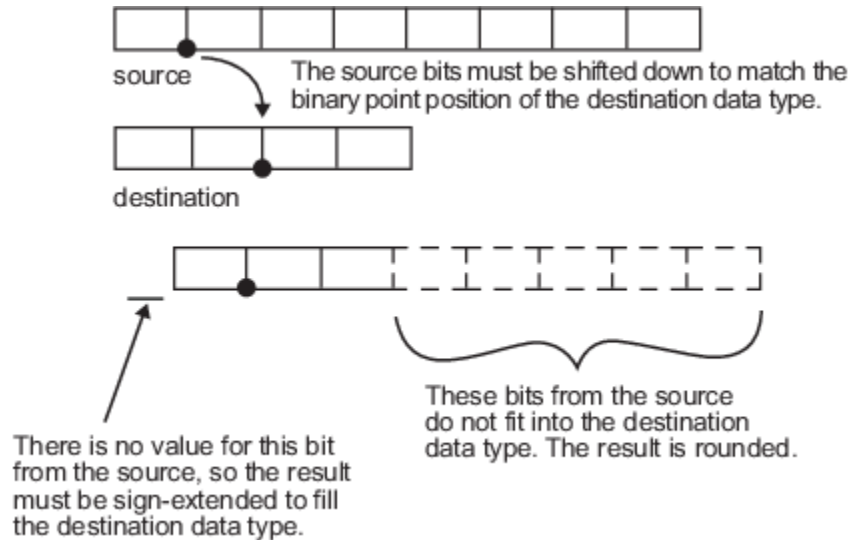 source
The source bits must be shifted down to match the
binary point position of the destination data type.
destination
These bits from the source
do not fit into the destination
data type. The result is rounded.
There is no value for this bit
from the source, so the result
must be sign-extended to fill
the destination data type.